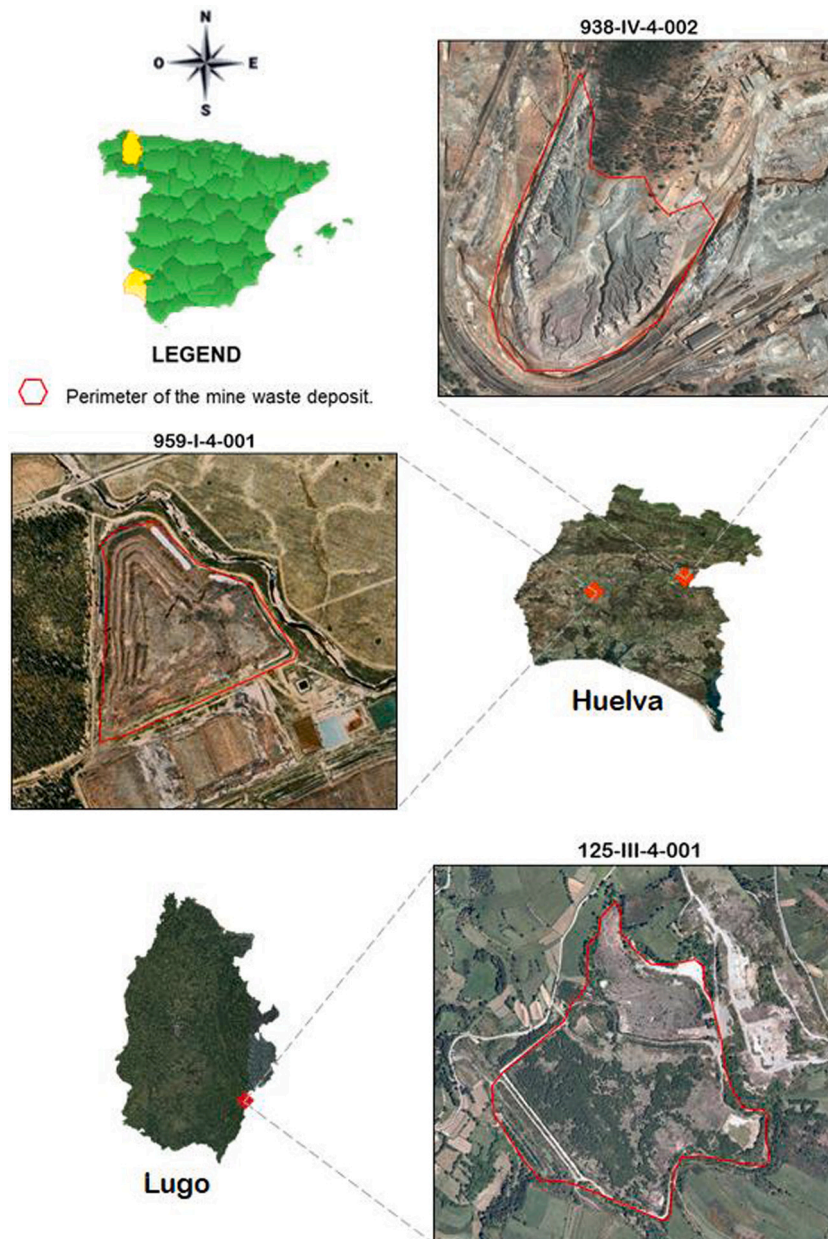 N
O
E
S
938-IV-4-002
LEGEND
Perimeter of the mine waste deposit.
959-I-4-001
Huelva
125-III-4-001
Lugo